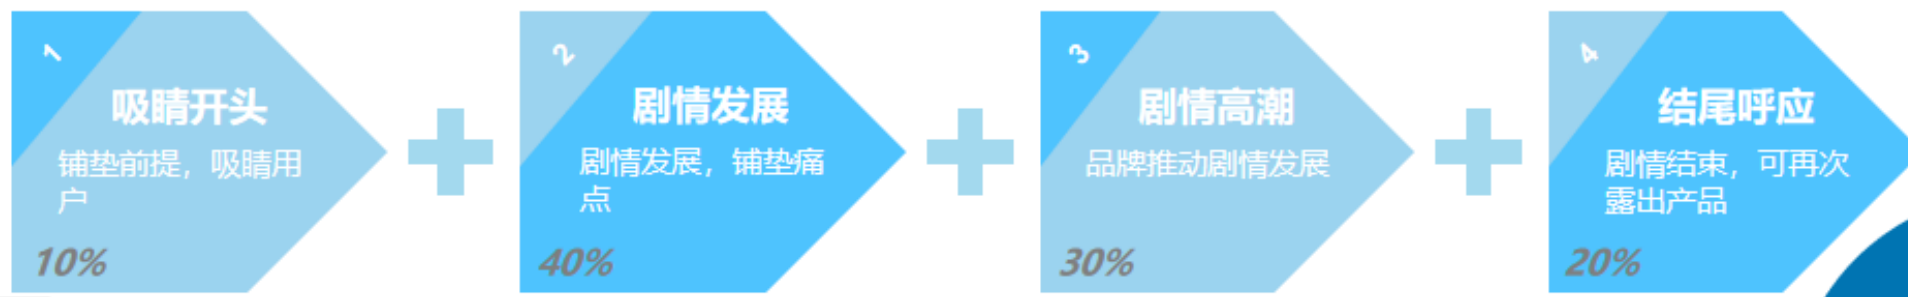 1
吸睛开头
铺垫前提，吸睛用
户
10%
2
剧情发展
剧情发展，铺垫痛
点
40%
3
剧情高潮
品牌推动剧情发展
30%
4
结尾呼应
剧情结束，可再次
露出产品
20%